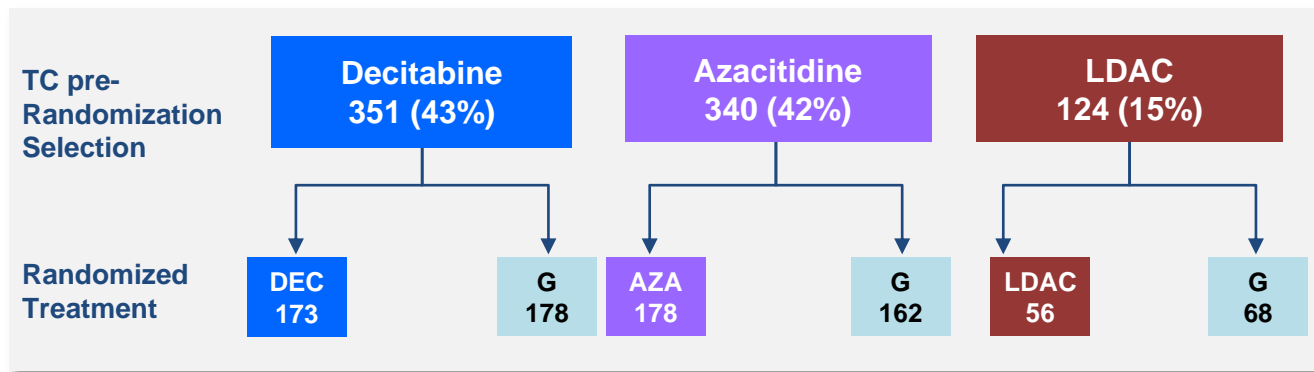 TC pre-
Randomization
Selection
Decitabine
351 (43%)
Azacitidine
340 (42%)
LDAC
124 (15%)
Randomized
Treatment
DEC
173
G
178
AZA
178
G
162
LDAC
56
G
68